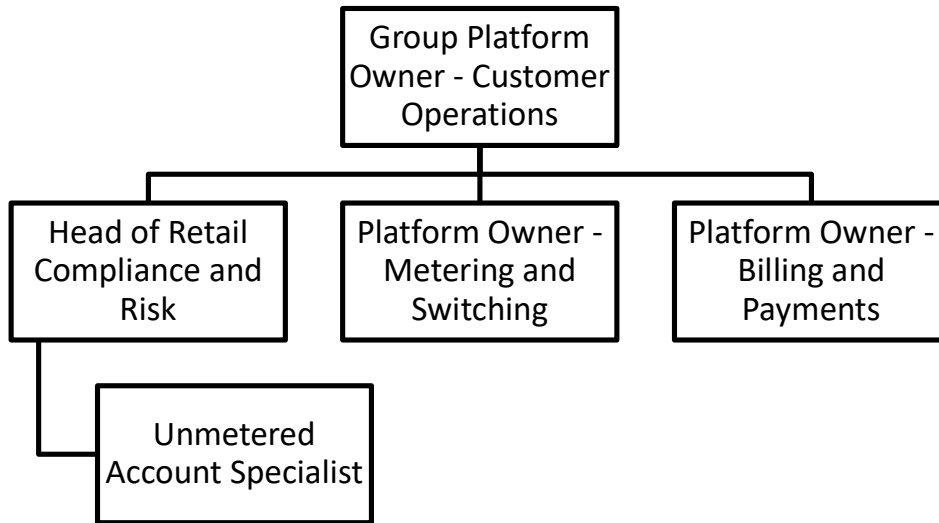 Group Platform
Owner - Customer
Operations
Head of Retail
Compliance and
Risk
Platform Owner -
Metering and
Switching
Platform Owner -
Billing and
Payments
Unmetered
Account Specialist